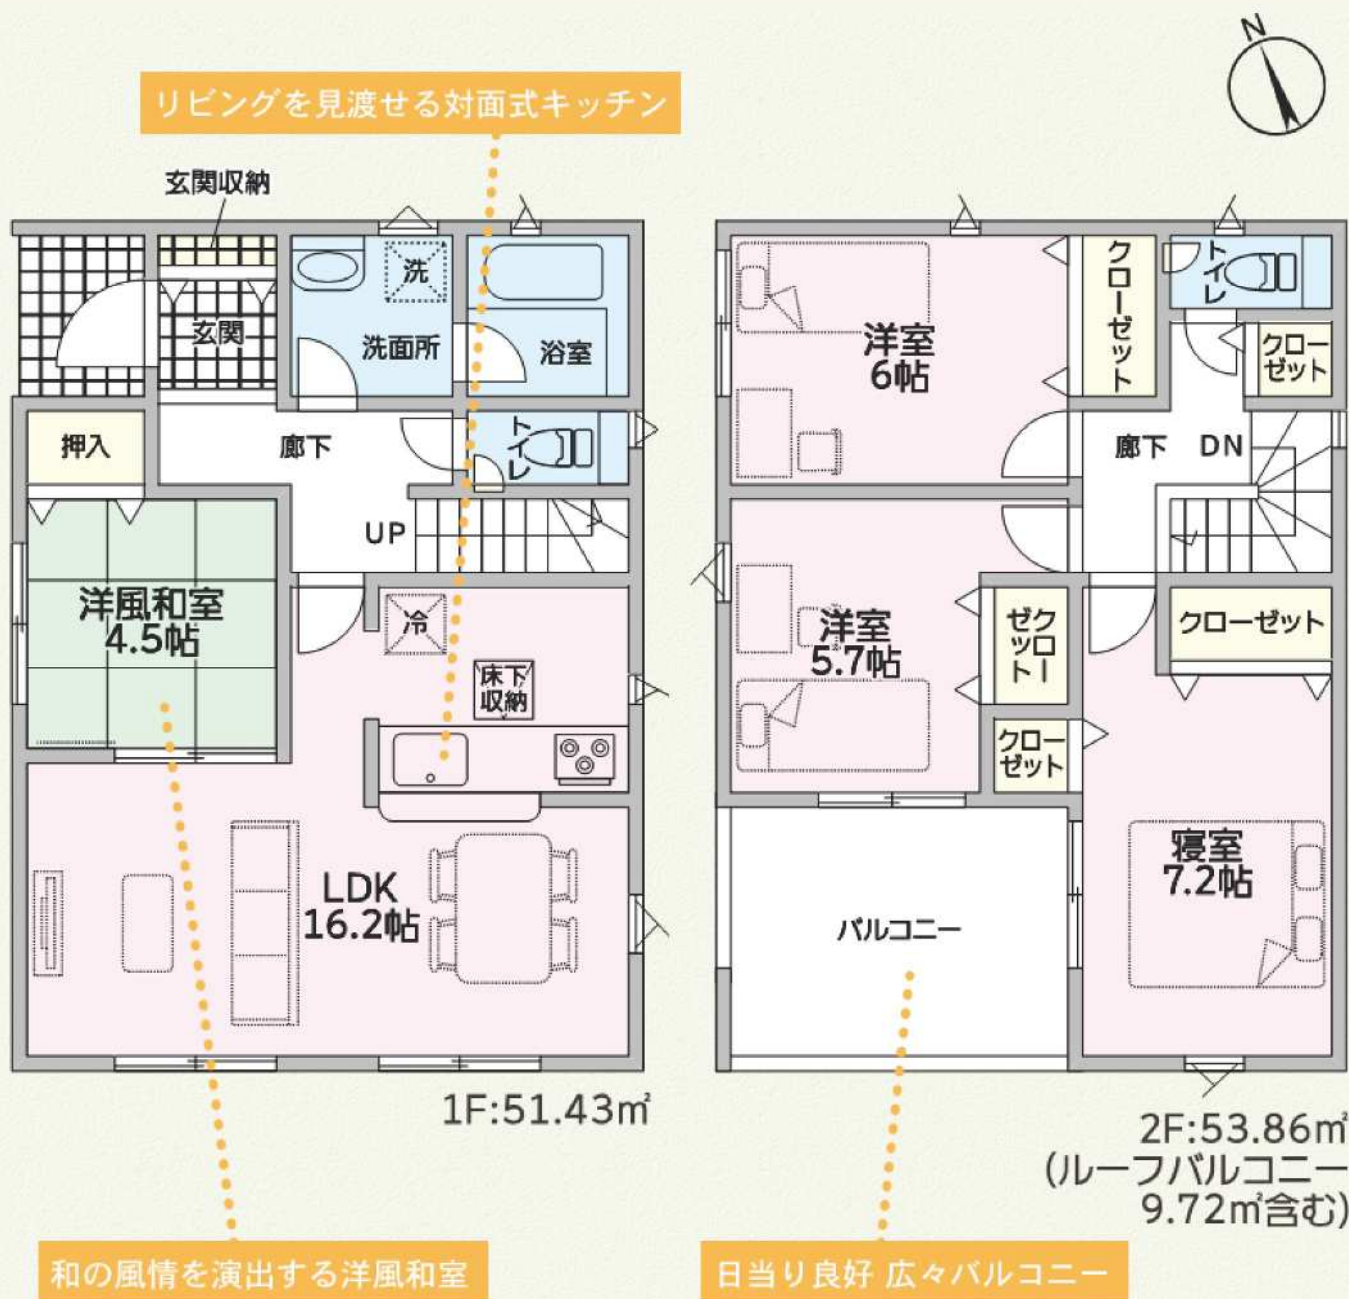 N
リビングを見渡せる対面式キッチン
玄関収納
洗
玄関
洗面所
浴室
押入
廊下
トイレ
UP
洋風和室
4.5帖
冷
床下
収納
LDK
16.2帖
1F:51.43㎡
和の風情を演出する洋風和室
クローゼット
トイレ
洋室
6帖
クロー
ゼット
廊下
DN
洋室
5.7帖
クロー
ゼット
クローゼット
クロー
ゼット
寝室
7.2帖
バルコニー
2F:53.86㎡
(ルーフバルコニー
9.72㎡含む)
日当り良好 広々バルコニー